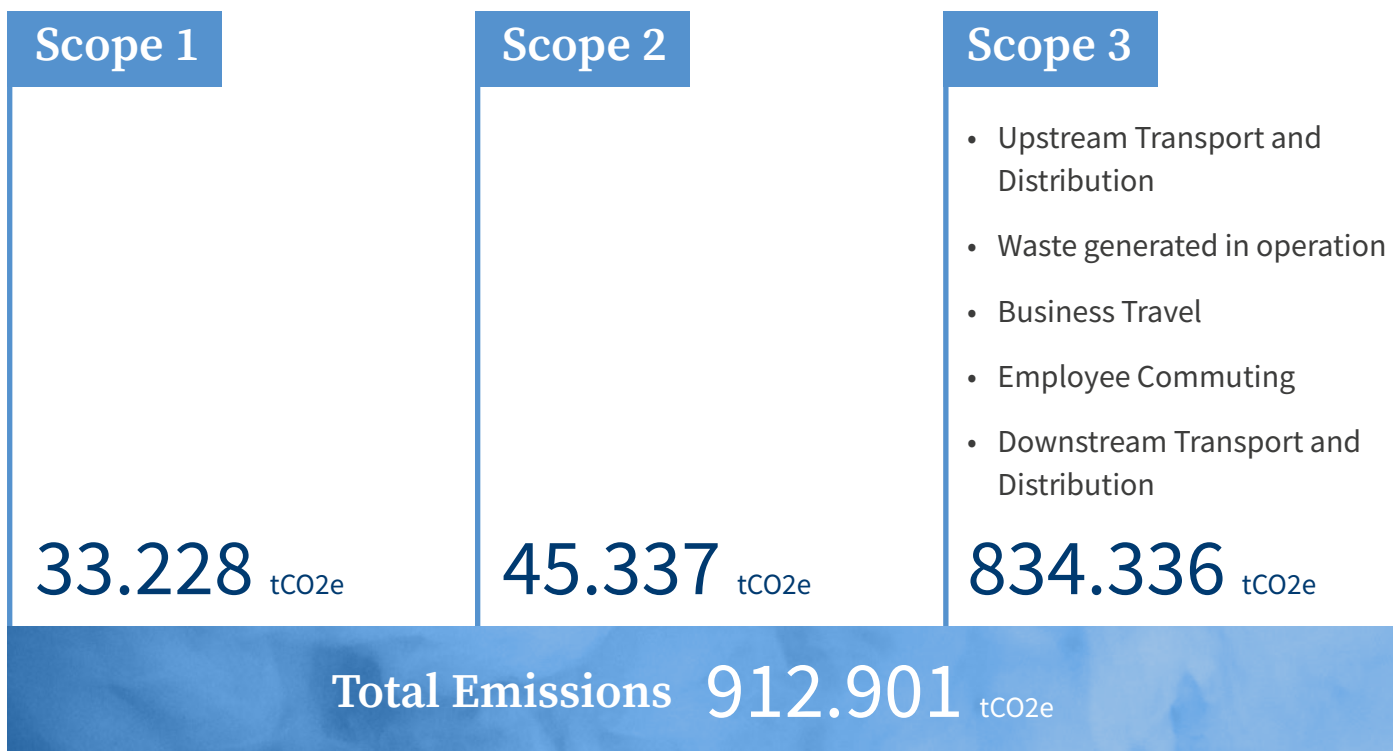 Scope 1
33.228 tCO2e
Scope 2
45.337 tCO2e
Scope 3
• Upstream Transport and
Distribution
• Waste generated in operation
• Business Travel
• Employee Commuting
• Downstream Transport and
Distribution
834.336 tCO2e
Total Emissions 912.901 tCO2e